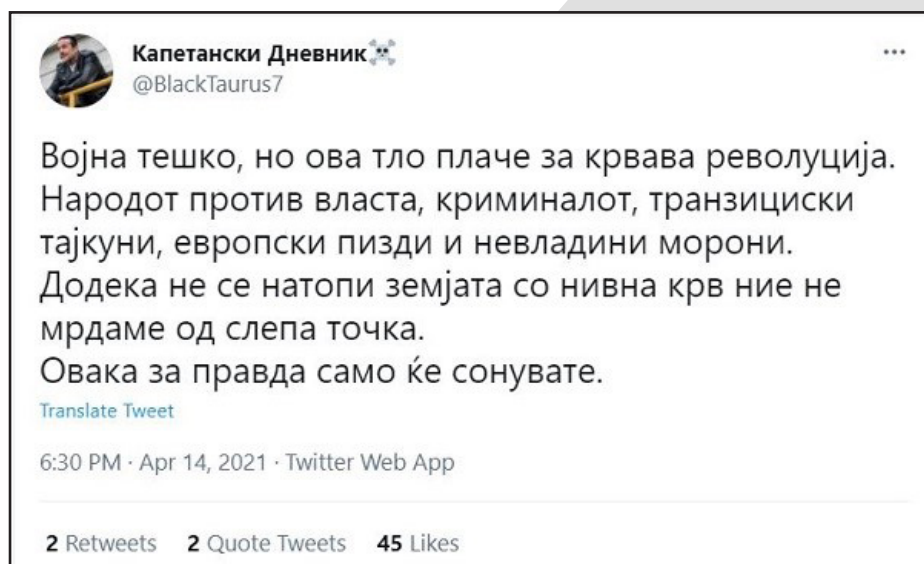 Капетански Дневник☠️
@BlackTaurus7
Војна тешко, но ова тло плаче за крвава револуција.
Народот против власта, криминалот, транзициски
тајкуни, европски пизди и невладини морони.
Додека не се натопи земјата со нивна крв ние не
мрдаме од слепа точка.
Овака за правда само ќе сонувате.
Translate Tweet
6:30 PM · Apr 14, 2021 · Twitter Web App
2 Retweets 2 Quote Tweets 45 Likes